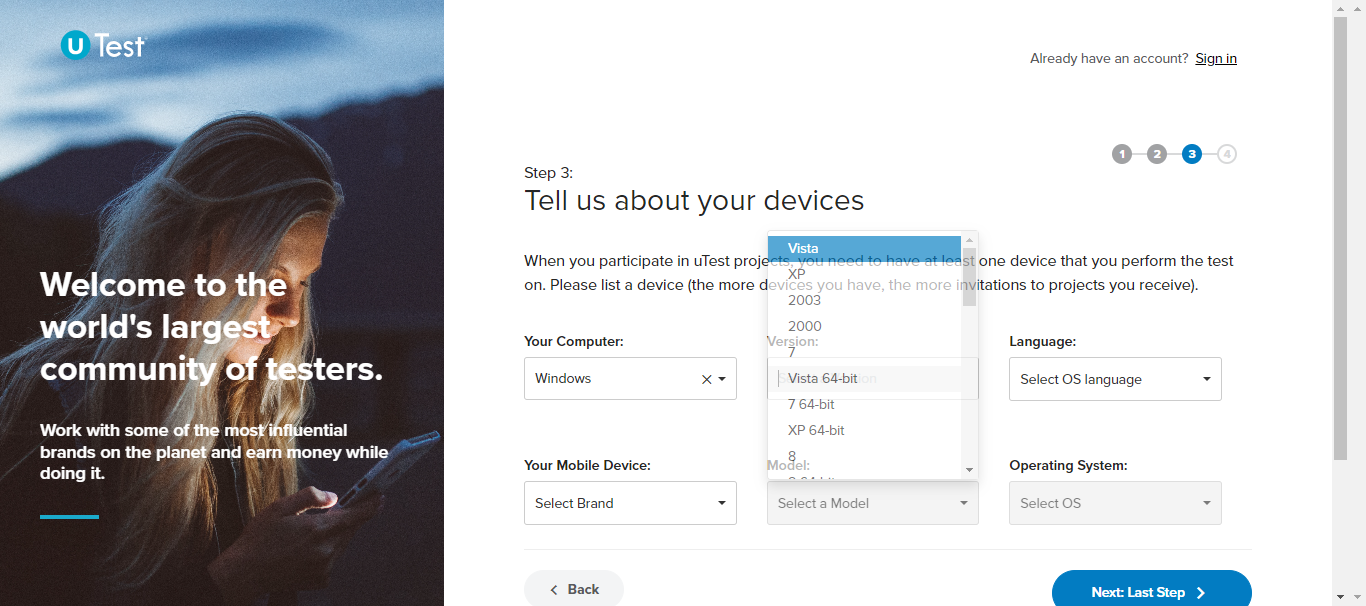 U Test
Already have an account? Sign in
1 2 3 4
Step 3:
Tell us about your devices
When you participate in uTest projects, you need to have at least one device that you perform the test
on. Please list a device (the more devices you have, the more invitations to projects you receive).
Welcome to the
world's largest
community of testers.
Work with some of the most influential
brands on the planet and earn money while
doing it.
Your Computer:
Windows
Version:
Vista
XP
2003
2000
7
Vista 64-bit
7 64-bit
XP 64-bit
8
Language:
Select OS language
Your Mobile Device:
Select Brand
Model:
Select a Model
Operating System:
Select OS
Back
Next: Last Step